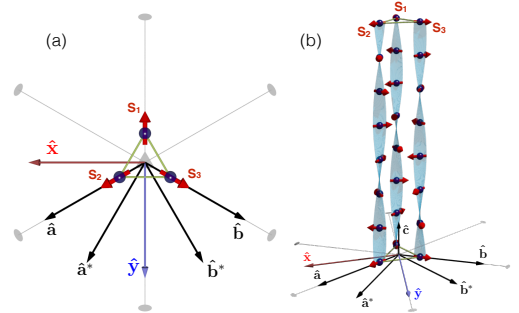 (a)
S₁
x̂
S₂
S₃
â
b̂
â*
ŷ
b̂*
(b)
S₁
S₂
S₃
ĉ
x̂
b̂
â
b̂*
â*
ŷ